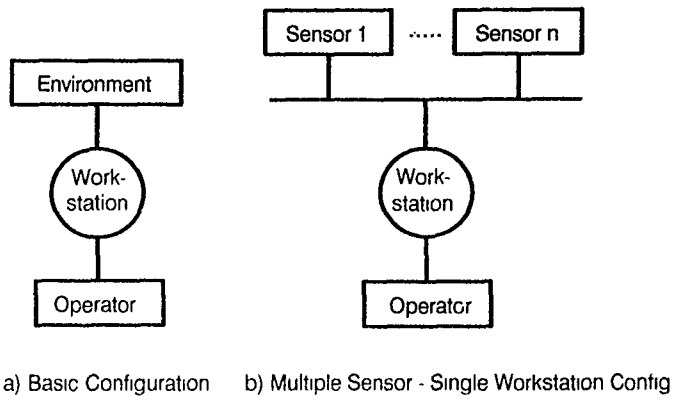 Environment
Work-
station
Operator
a) Basic Configuration
Sensor 1 ..... Sensor n
Work-
station
Operator
b) Multiple Sensor - Single Workstation Config